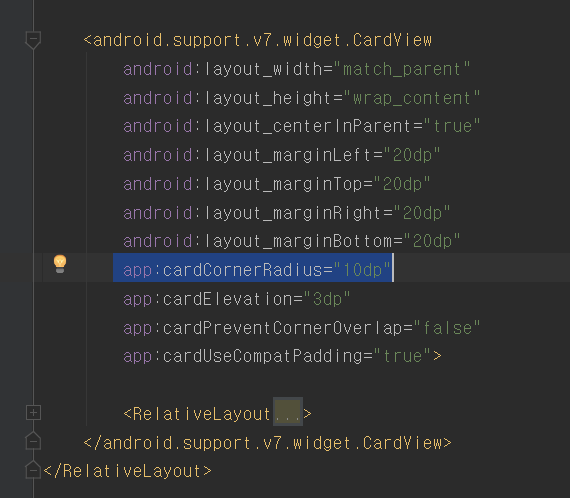 <android.support.v7.widget.CardView
android:layout_width="match_parent"
android:layout_height="wrap_content"
android:layout_centerInParent="true"
android:layout_marginLeft="20dp"
android:layout_marginTop="20dp"
android:layout_marginRight="20dp"
android:layout_marginBottom="20dp"
app:cardCornerRadius="10dp"
app:cardElevation="3dp"
app:cardPreventCornerOverlap="false"
app:cardUseCompatPadding="true">
<RelativeLayout...>
</android.support.v7.widget.CardView>
</RelativeLayout>